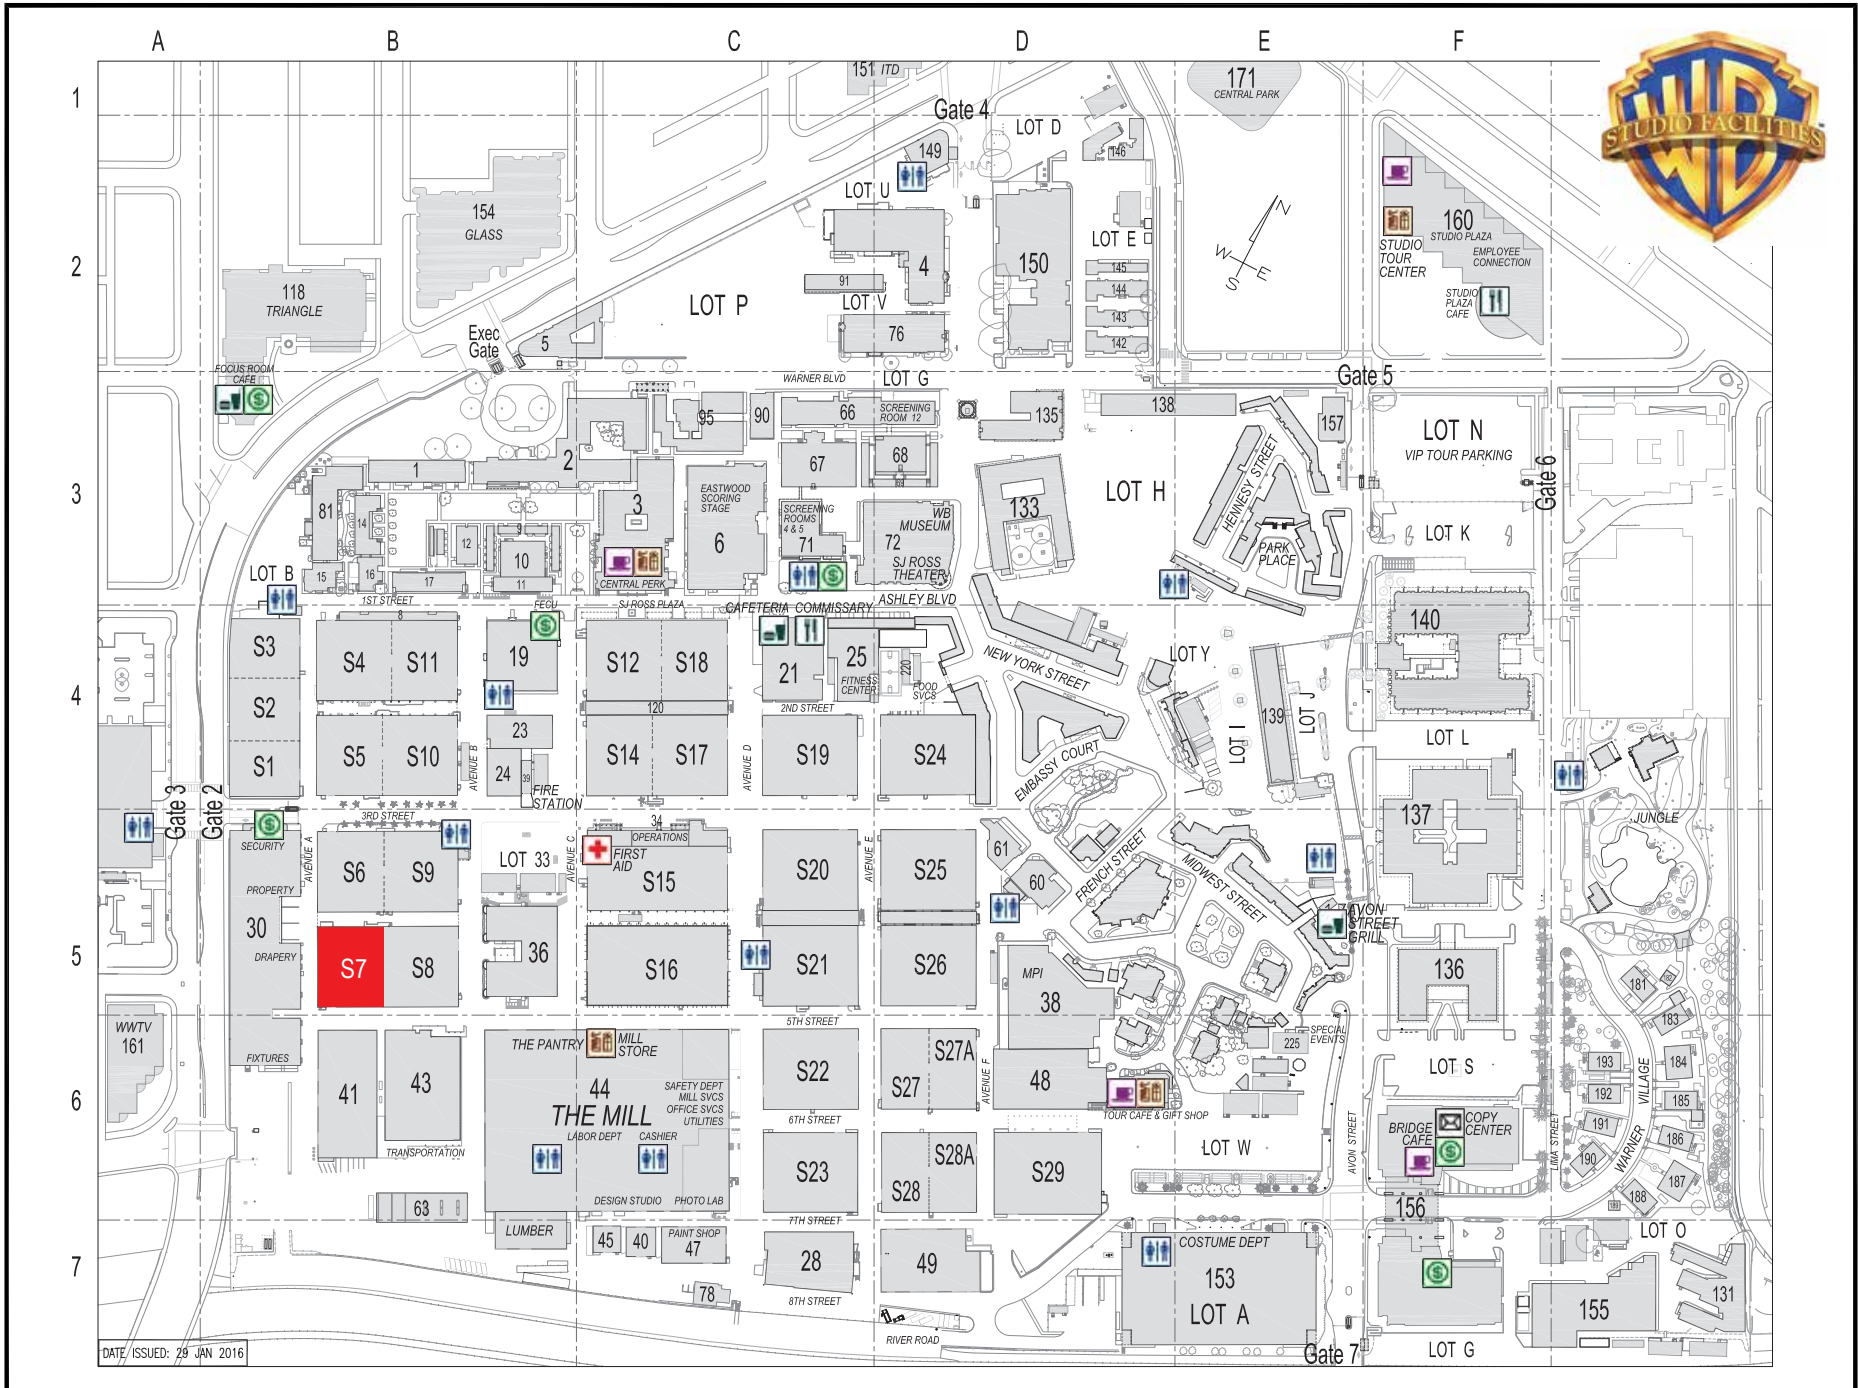 A B C D E F
1
2
3
4
5
6
7
STUDIO FACILITIES
151 ITD
Gate 4
171
CENTRAL PARK
LOT D
149
146
LOT U
154
GLASS
160
STUDIO PLAZA
EMPLOYEE
CONNECTION
STUDIO
TOUR
CENTER
STUDIO
PLAZA
CAFE
N
W
E
S
LOT E
4
150
145
144
143
142
91
LOT V
76
LOT P
118
TRIANGLE
Exec
Gate
5
FOCUS ROOM
CAFE
WARNER BLVD
LOT G
Gate 5
95
90
66
SCREENING
ROOM 12
135
138
157
LOT N
VIP TOUR PARKING
Gate 6
1
2
67
68
99
81
14
3
EASTWOOD
SCORING
STAGE
6
SCREENING
ROOMS
4 & 5
71
WB
MUSEUM
72
SJ ROSS
THEATER
133
LOT H
HENNESY STREET
PARK
PLACE
LOT K
12
9
10
11
15
16
17
CENTRAL PERK
LOT B
1ST STREET
FECU
SJ ROSS PLAZA
CAFETERIA COMMISSARY
ASHLEY BLVD
8
S3
S2
S1
S4
S11
19
S12
S18
21
25
FITNESS
CENTER
220
FOOD
SVCS
NEW YORK STREET
LOT Y
140
120
2ND STREET
S5
S10
AVENUE B
23
24
39
FIRE
STATION
S14
S17
AVENUE D
S19
S24
EMBASSY COURT
LOT I
139
LOT J
LOT L
Gate 3
Gate 2
3RD STREET
SECURITY
AVENUE A
S6
S9
LOT 33
AVENUE C
34
OPERATIONS
FIRST
AID
S15
S20
AVENUE E
S25
61
60
FRENCH STREET
MIDWEST STREET
137
JUNGLE
PROPERTY
30
DRAPERY
S7
S8
36
S16
S21
S26
MPI
38
AVON
STREET
GRILL
136
181
182
183
5TH STREET
WWTV
161
FIXTURES
41
43
TRANSPORTATION
THE PANTRY
MILL
STORE
44
THE MILL
SAFETY DEPT
MILL SVCS
OFFICE SVCS
UTILITIES
LABOR DEPT
CASHIER
S22
S27A
S27
AVENUE F
48
225
SPECIAL
EVENTS
LOT S
193
184
192
185
191
186
190
187
188
189
WARNER
VILLAGE
LIMA STREET
6TH STREET
TOUR CAFE & GIFT SHOP
LOT W
AVON STREET
BRIDGE
CAFE
COPY
CENTER
S23
S28A
S28
S29
63
DESIGN STUDIO
PHOTO LAB
156
7TH STREET
LUMBER
45
40
PAINT SHOP
47
78
28
49
COSTUME DEPT
153
LOT A
LOT O
155
131
8TH STREET
RIVER ROAD
Gate 7
LOT G
DATE ISSUED: 29 JAN 2016